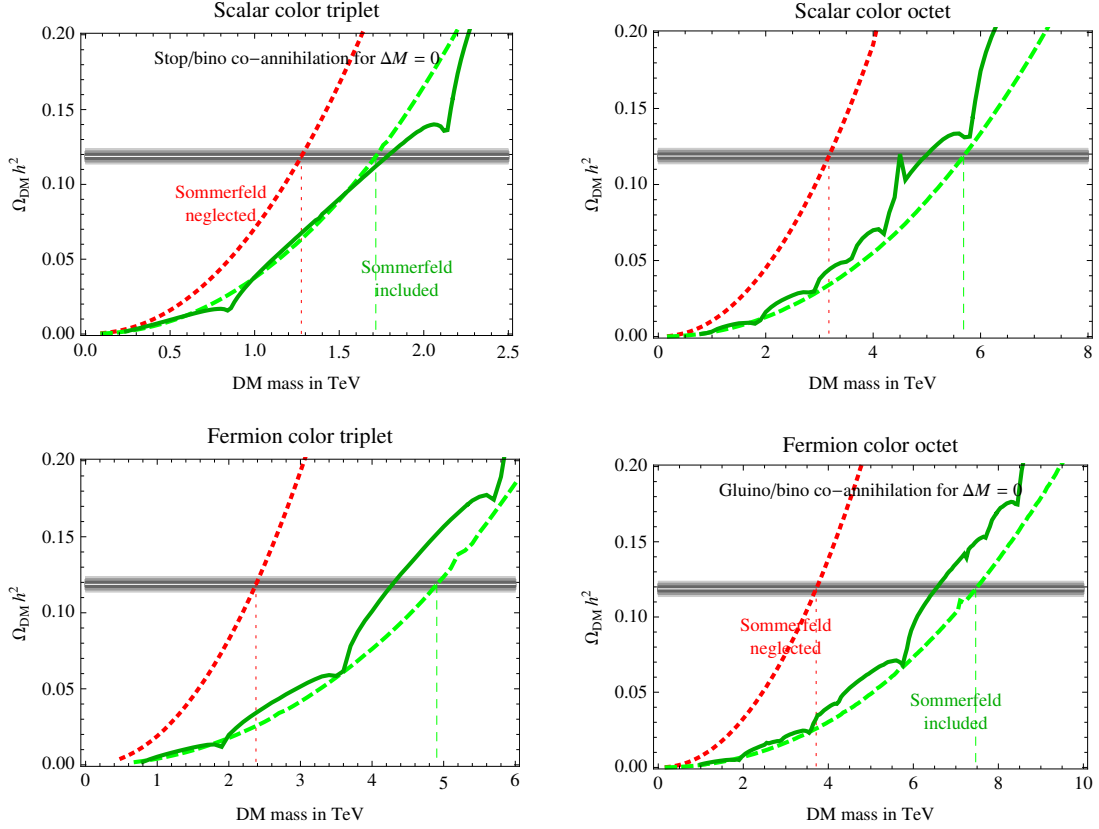 Scalar color triplet
Stop/bino co-annihilation for ΔM = 0
Sommerfeld
neglected
Sommerfeld
included
0.20
0.15
0.10
0.05
0.00
Ω_DM h²
0.0 0.5 1.0 1.5 2.0 2.5
DM mass in TeV
Scalar color octet
0.20
0.15
0.10
0.05
0.00
Ω_DM h²
0 2 4 6 8
DM mass in TeV
Fermion color triplet
0.20
0.15
0.10
0.05
0.00
Ω_DM h²
0 1 2 3 4 5 6
DM mass in TeV
Fermion color octet
Gluino/bino co-annihilation for ΔM = 0
Sommerfeld
neglected
Sommerfeld
included
0.20
0.15
0.10
0.05
0.00
Ω_DM h²
0 2 4 6 8 10
DM mass in TeV